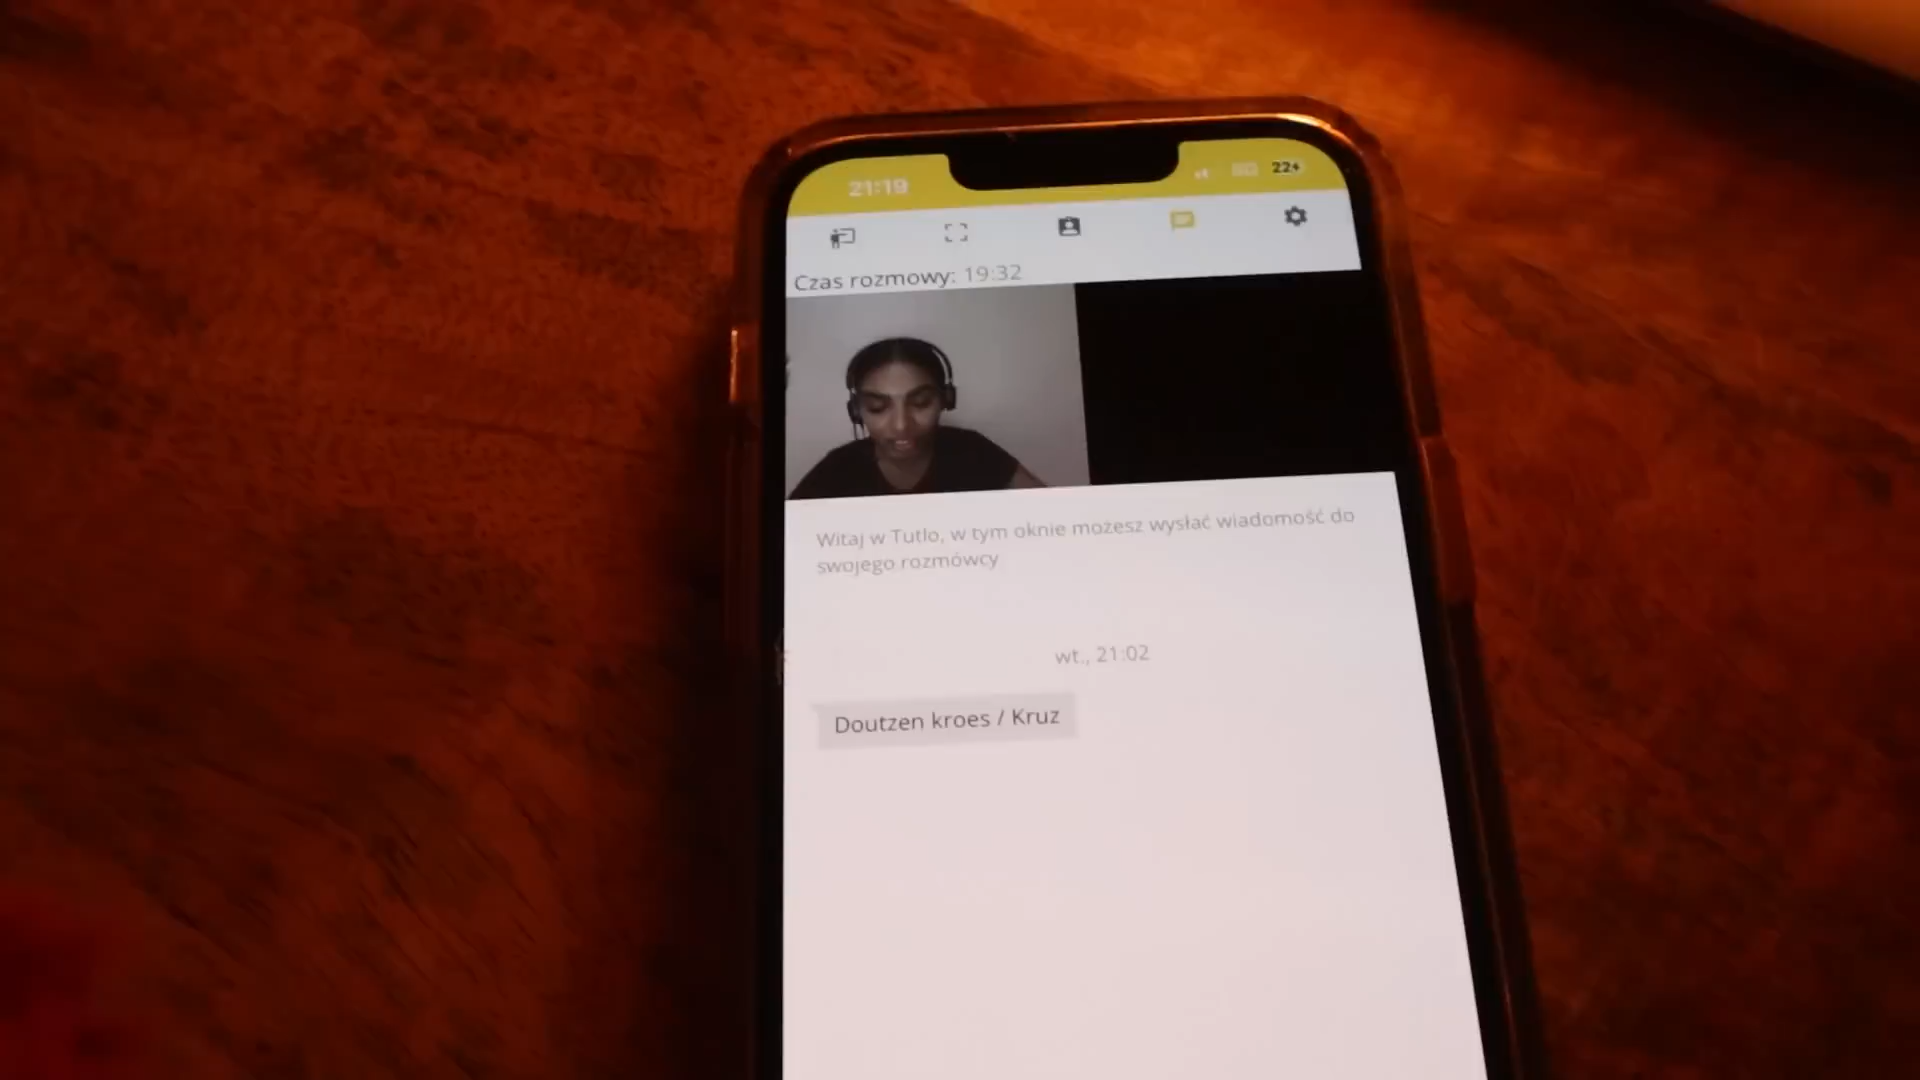 21:19
22
Czas rozmowy: 19:32
Witaj w Tutlo, w tym oknie możesz wysłać wiadomość do
swojego rozmówcy
wt., 21:02
Doutzen kroes / Kruz